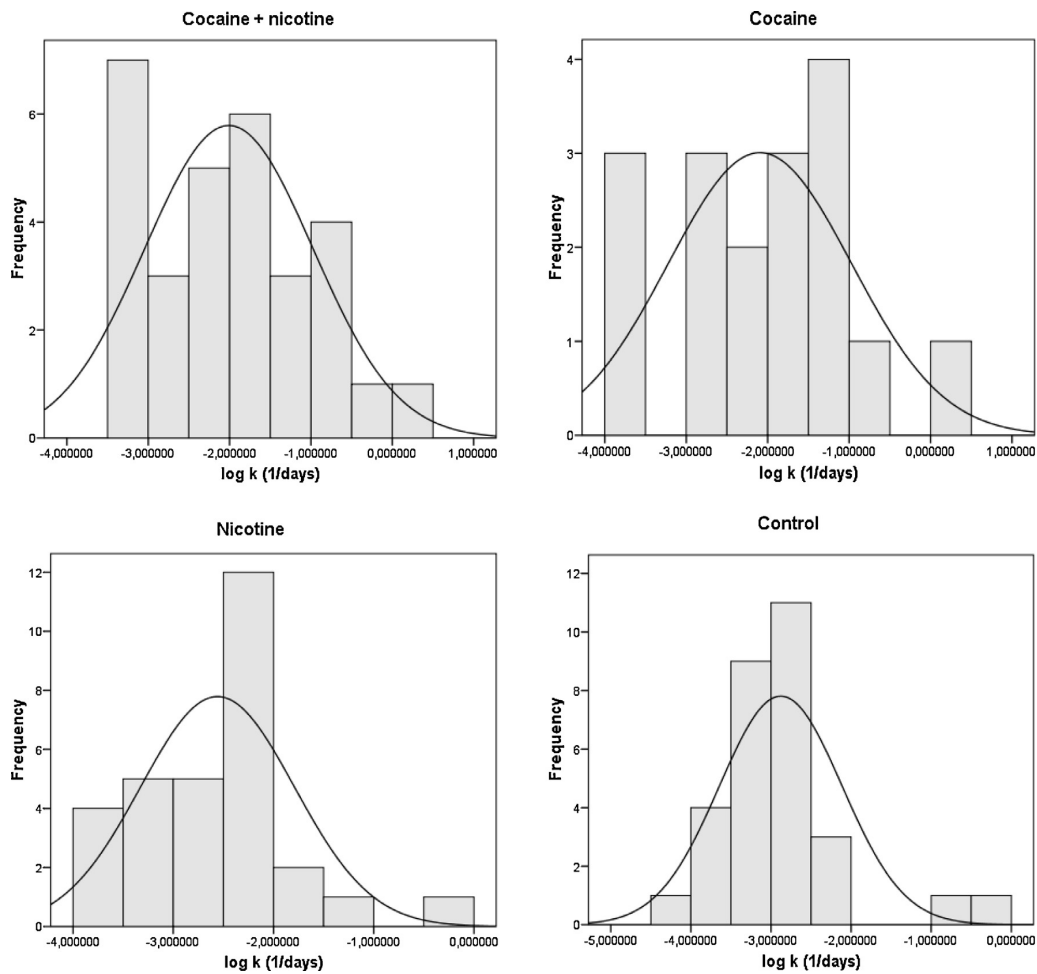 Cocaine + nicotine
Frequency
6
4
2
0
-4,000000 -3,000000 -2,000000 -1,000000 0,000000 1,000000
log k (1/days)
Cocaine
Frequency
4
3
2
1
0
-4,000000 -3,000000 -2,000000 -1,000000 0,000000 1,000000
log k (1/days)
Nicotine
Frequency
12
10
8
6
4
2
0
-4,000000 -3,000000 -2,000000 -1,000000 0,000000
log k (1/days)
Control
Frequency
12
10
8
6
4
2
0
-5,000000 -4,000000 -3,000000 -2,000000 -1,000000 0,000000
log k (1/days)